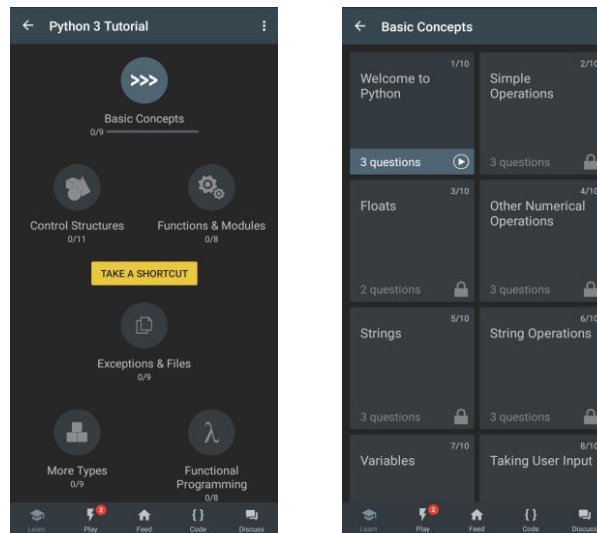 Python 3 Tutorial
>>>
Basic Concepts
0/9
Control Structures
0/11
Functions & Modules
0/8
TAKE A SHORTCUT
Exceptions & Files
0/9
More Types
0/9
λ
Functional
Programming
0/8
2
Learn Play Feed Code Discuss
Basic Concepts
1/10
Welcome to
Python
3 questions
2/10
Simple
Operations
3 questions
3/10
Floats
2 questions
4/10
Other Numerical
Operations
3 questions
5/10
Strings
3 questions
6/10
String Operations
3 questions
7/10
Variables
8/10
Taking User Input
2
Learn Play Feed Code Discuss